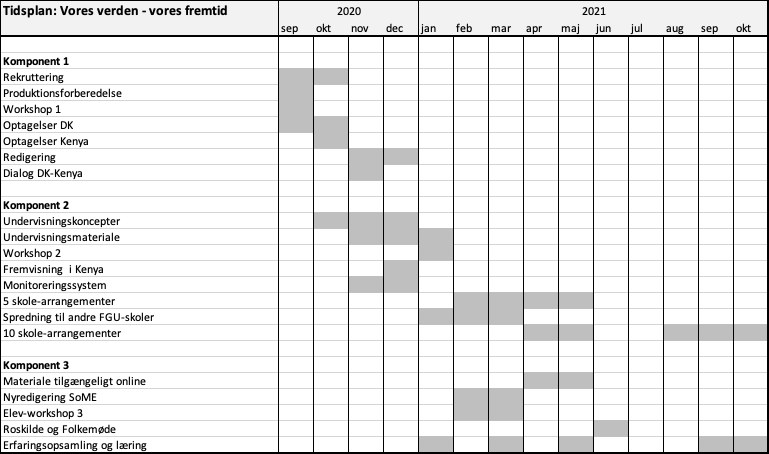 Tidsplan: Vores verden - vores fremtid 2020 2021
sep okt nov dec jan feb mar apr maj jun jul aug sep okt
Komponent 1
Rekruttering
Produktionsforberedelse
Workshop 1
Optagelser DK
Optagelser Kenya
Redigering
Dialog DK-Kenya
Komponent 2
Undervisningskoncepter
Undervisningsmateriale
Workshop 2
Fremvisning i Kenya
Monitoreringssystem
5 skole-arrangementer
Spredning til andre FGU-skoler
10 skole-arrangementer
Komponent 3
Materiale tilgængeligt online
Nyredigering SoME
Elev-workshop 3
Roskilde og Folkemøde
Erfaringsopsamling og læring